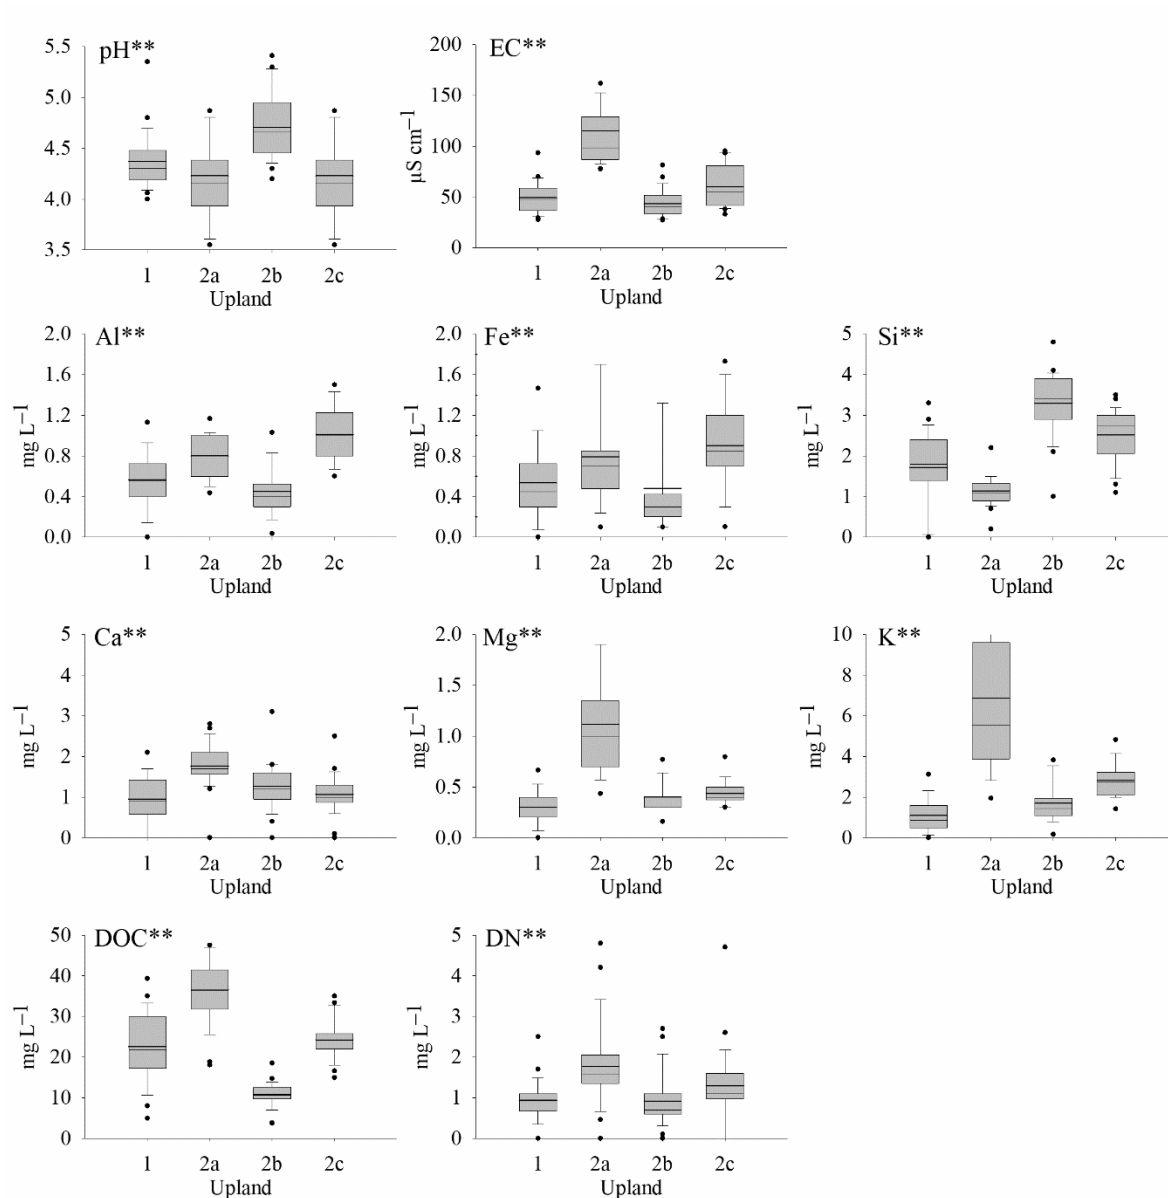 pH**
5.5
5.0
4.5
4.0
3.5
1 2a 2b 2c
Upland
EC**
µS cm−1
200
150
100
50
0
1 2a 2b 2c
Upland
Al**
mg L−1
2.0
1.6
1.2
0.8
0.4
0.0
1 2a 2b 2c
Upland
Fe**
mg L−1
2.0
1.6
1.2
0.8
0.4
0.0
1 2a 2b 2c
Upland
Si**
mg L−1
5
4
3
2
1
0
1 2a 2b 2c
Upland
Ca**
mg L−1
5
4
3
2
1
0
1 2a 2b 2c
Upland
Mg**
mg L−1
2.0
1.5
1.0
0.5
0.0
1 2a 2b 2c
Upland
K**
mg L−1
10
8
6
4
2
0
1 2a 2b 2c
Upland
DOC**
mg L−1
50
40
30
20
10
0
1 2a 2b 2c
Upland
DN**
mg L−1
5
4
3
2
1
0
1 2a 2b 2c
Upland